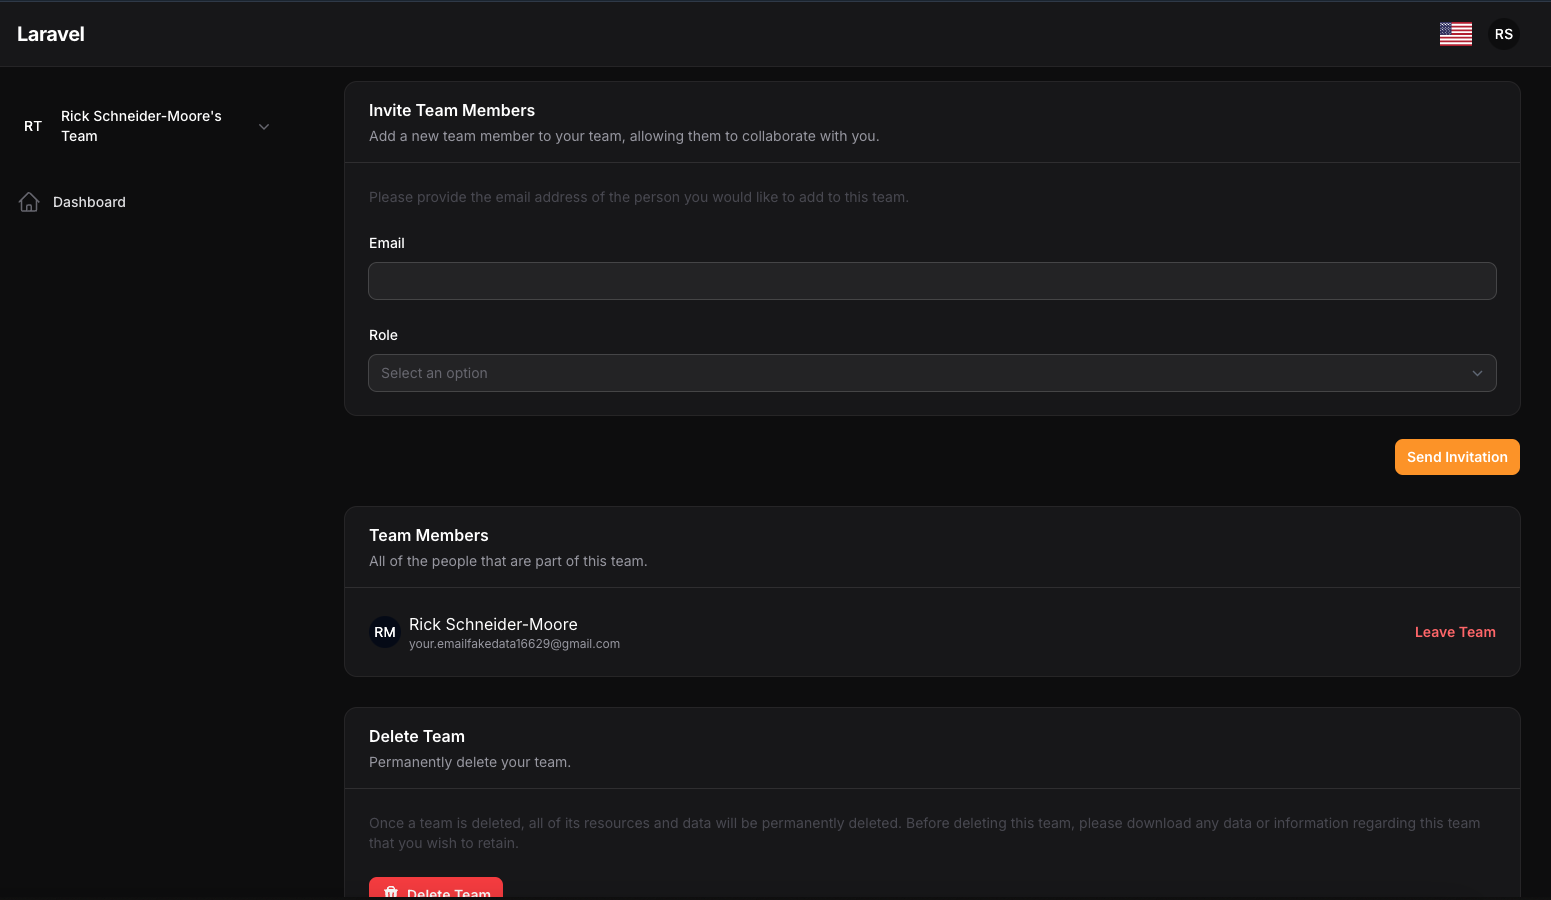 Laravel
RS
RT
Rick Schneider-Moore's
Team
Dashboard
Invite Team Members
Add a new team member to your team, allowing them to collaborate with you.
Please provide the email address of the person you would like to add to this team.
Email
Role
Select an option
Send Invitation
Team Members
All of the people that are part of this team.
RM
Rick Schneider-Moore
your.emailfakedata16629@gmail.com
Leave Team
Delete Team
Permanently delete your team.
Once a team is deleted, all of its resources and data will be permanently deleted. Before deleting this team, please download any data or information regarding this team
that you wish to retain.
Delete Team